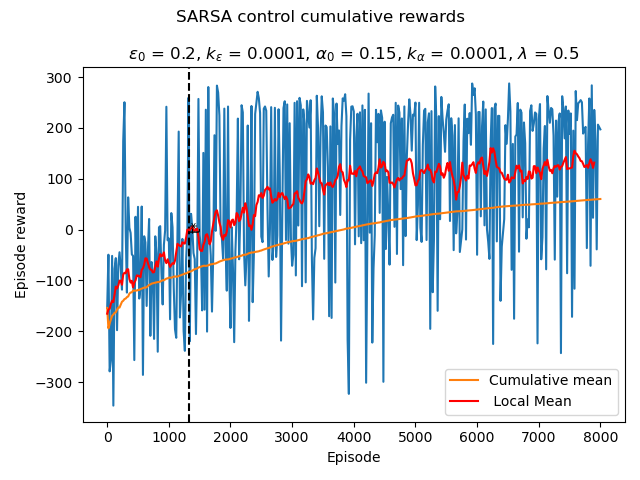 SARSA control cumulative rewards
ε₀ = 0.2, kε = 0.0001, α₀ = 0.15, kα = 0.0001, λ = 0.5
Episode reward
300
200
100
0
−100
−200
−300
0 1000 2000 3000 4000 5000 6000 7000 8000
Episode
Cumulative mean
Local Mean